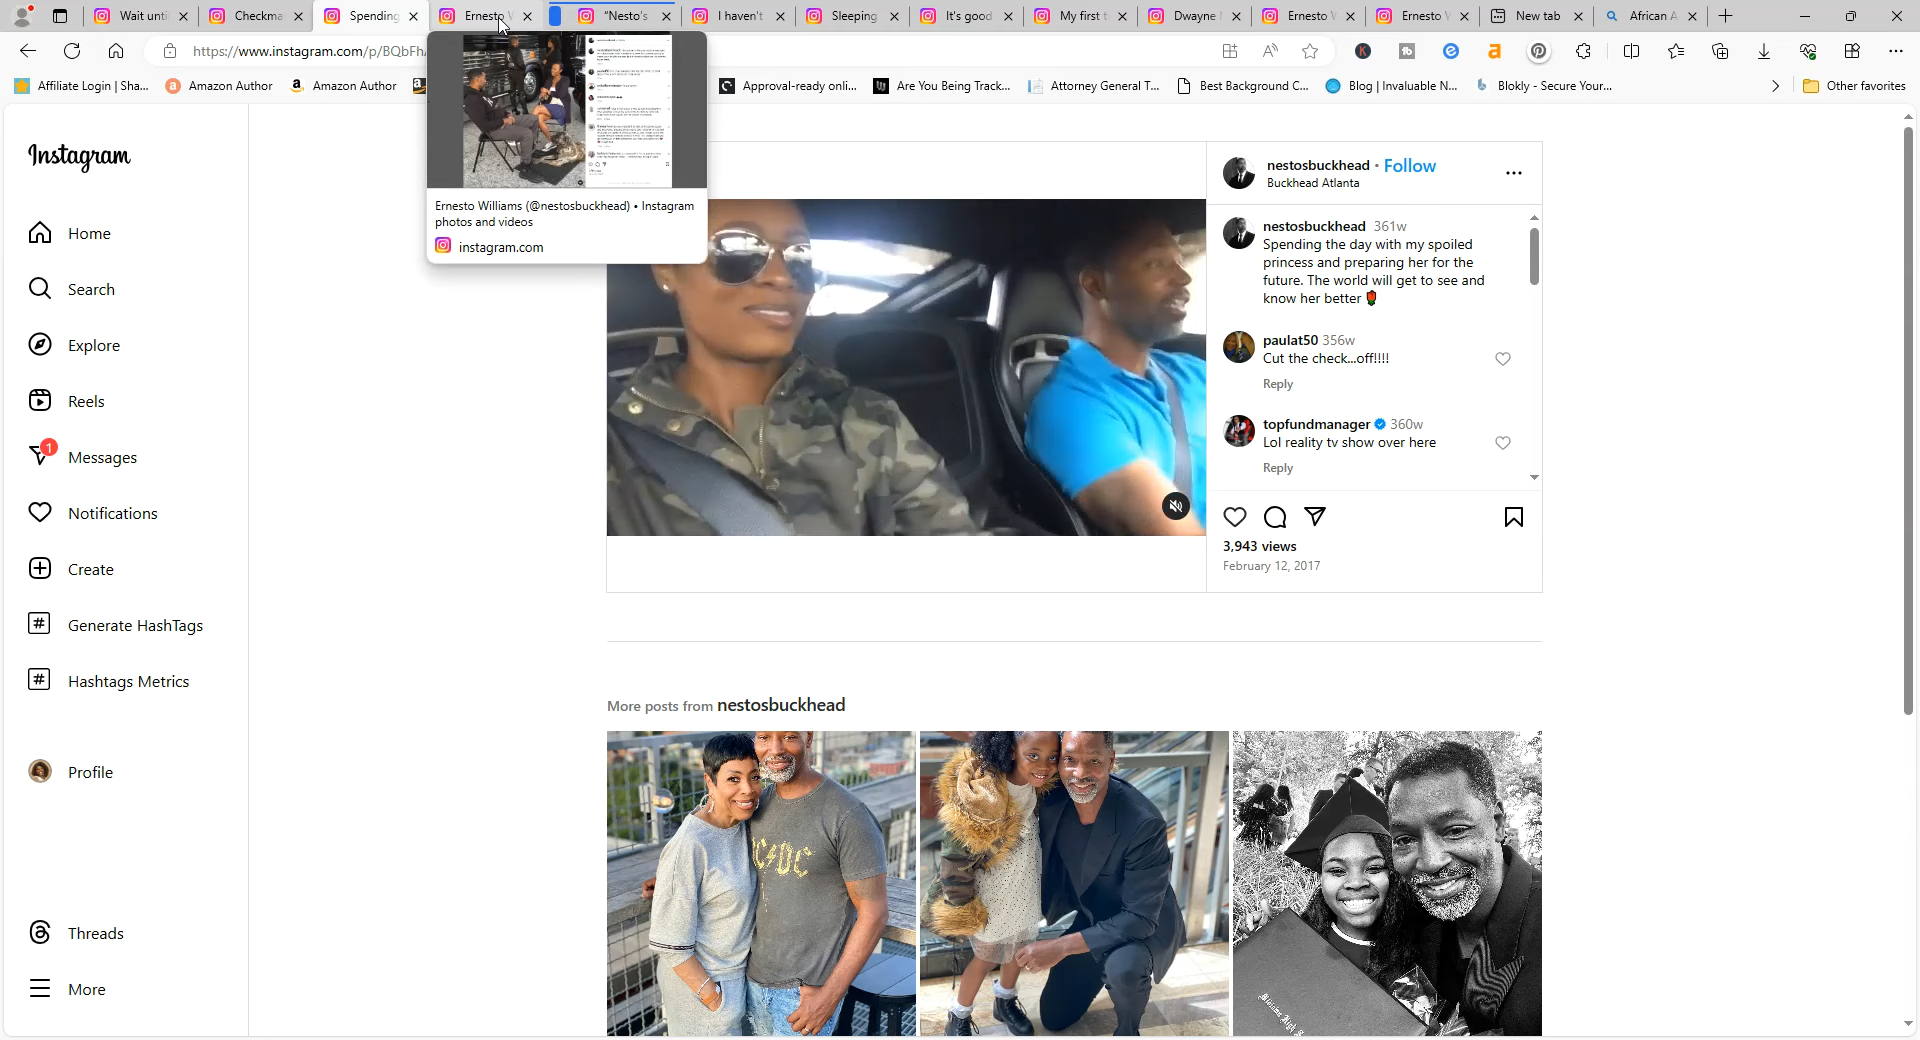 Wait unti
Checkma
Spending
Ernesto V
"Nesto's
I haven't
Sleeping
It's good
My first t
Dwayne
Ernesto V
Ernesto V
New tab
African A
https://www.instagram.com/p/BQbFh
Affiliate Login | Sha...
Amazon Author
Amazon Author
Approval-ready onli...
Are You Being Track...
Attorney General T...
Best Background C...
Blog | Invaluable N...
Blokly - Secure Your...
Other favorites
Ernesto Williams (@nestosbuckhead) • Instagram
photos and videos
instagram.com
Instagram
Home
Search
Explore
Reels
1
Messages
Notifications
Create
# Generate HashTags
# Hashtags Metrics
Profile
Threads
More
nestosbuckhead • Follow
Buckhead Atlanta
nestosbuckhead 361w
Spending the day with my spoiled
princess and preparing her for the
future. The world will get to see and
know her better 🌹
paulat50 356w
Cut the check...off!!!!
Reply
topfundmanager 360w
Lol reality tv show over here
Reply
3,943 views
February 12, 2017
More posts from nestosbuckhead